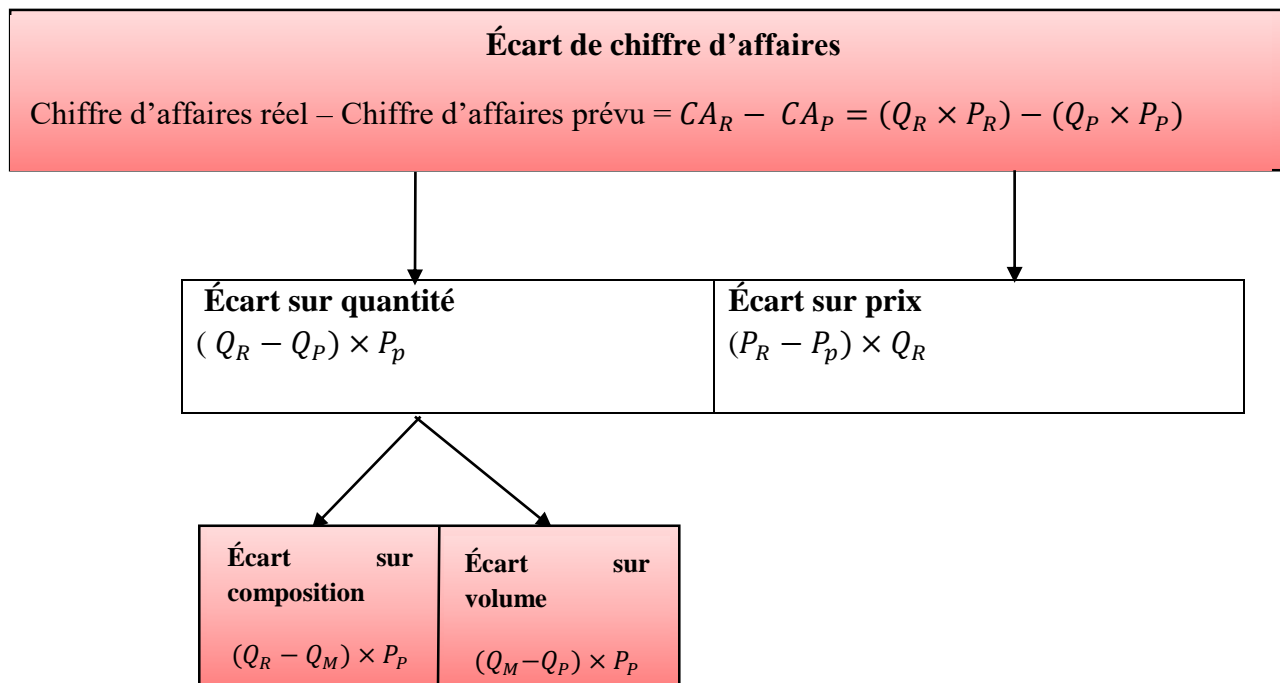 Écart de chiffre d’affaires
Chiffre d’affaires réel – Chiffre d’affaires prévu = 𝐶𝐴_𝑅 − 𝐶𝐴_𝑃 = (𝑄_𝑅 × 𝑃_𝑅) − (𝑄_𝑃 × 𝑃_𝑃)
Écart sur quantité
( 𝑄_𝑅 − 𝑄_𝑃) × 𝑃_𝑝
Écart sur prix
(𝑃_𝑅 − 𝑃_𝑝) × 𝑄_𝑅
Écart sur
composition
(𝑄_𝑅 − 𝑄_𝑀) × 𝑃_𝑃
Écart sur
volume
(𝑄_𝑀−𝑄_𝑃) × 𝑃_𝑃